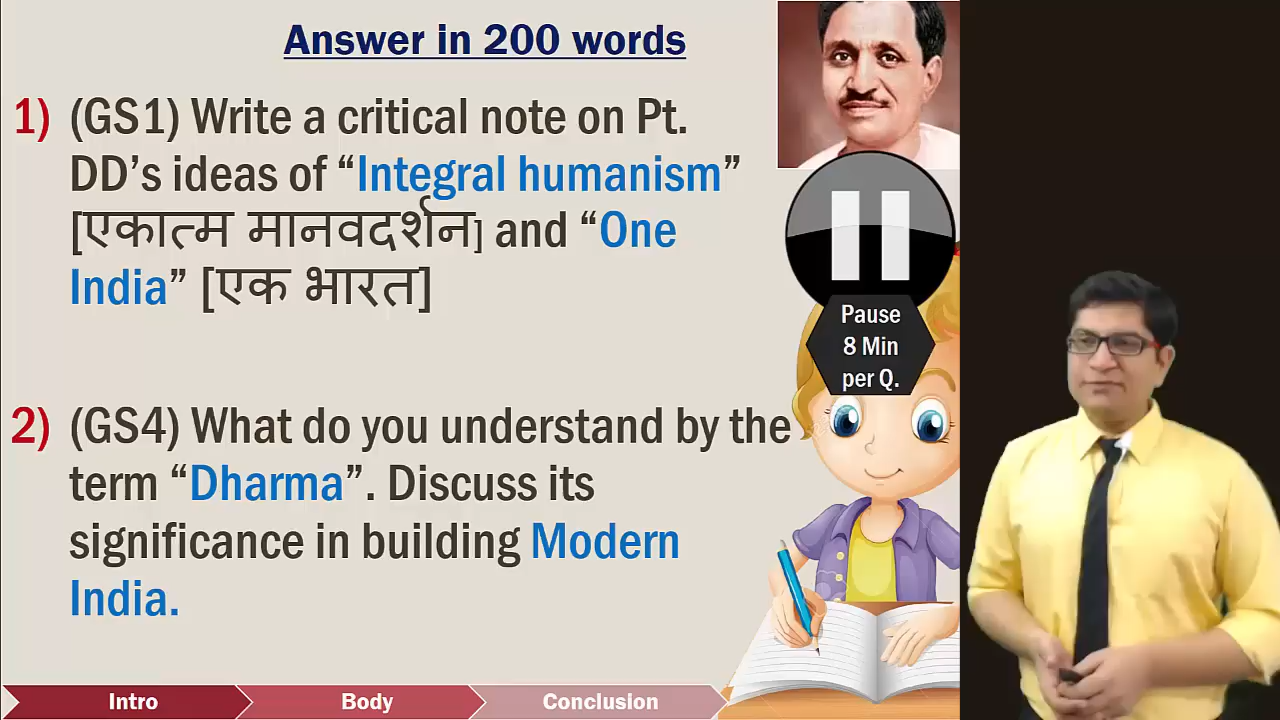 Answer in 200 words
1) (GS1) Write a critical note on Pt.
DD’s ideas of “Integral humanism”
[एकात्म मानवदर्शन] and “One
India” [एक भारत]
Pause
8 Min
per Q.
2) (GS4) What do you understand by the
term “Dharma”. Discuss its
significance in building Modern
India.
Intro
Body
Conclusion